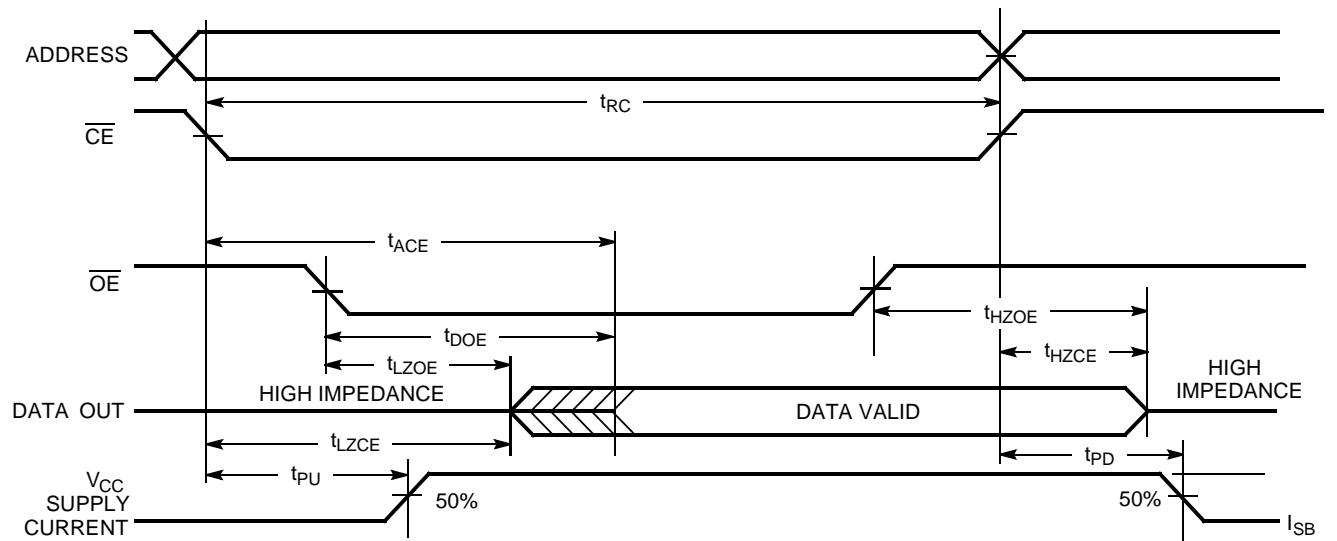 ADDRESS
tRC
CE
tACE
OE
tHZOE
tDOE
tHZCE
tLZOE
HIGH
IMPEDANCE
HIGH IMPEDANCE
DATA OUT
DATA VALID
tLZCE
tPD
tPU
VCC
SUPPLY
CURRENT
50%
50%
ISB